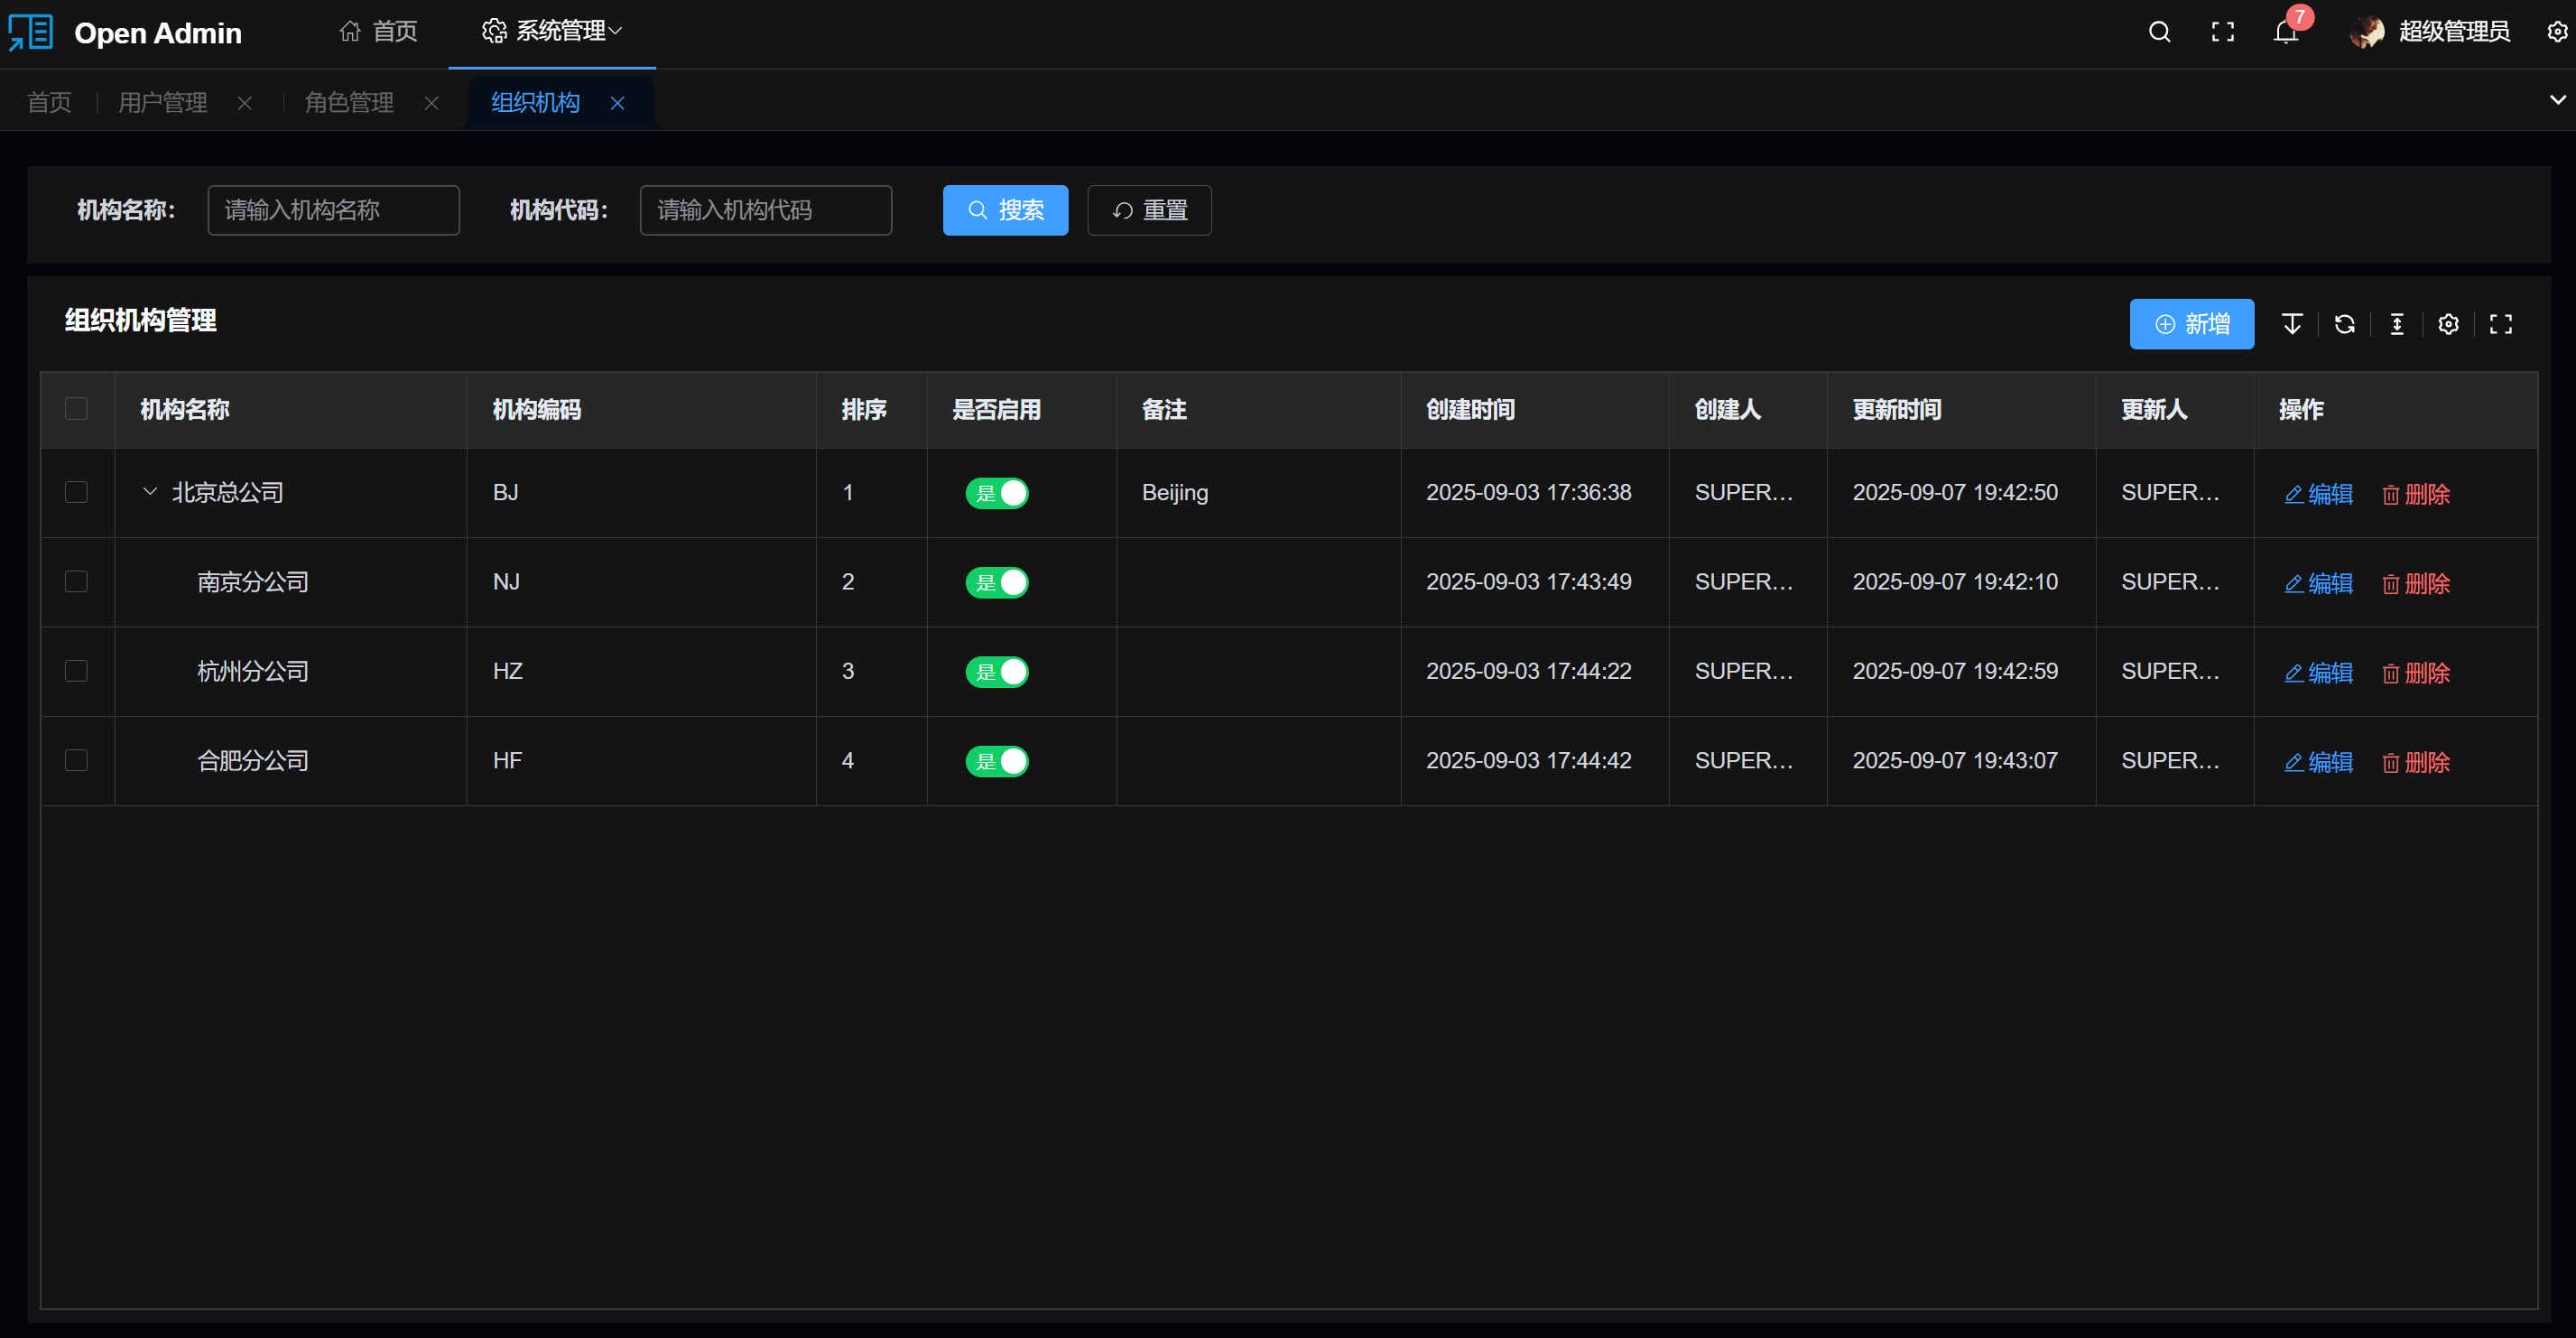 Open Admin 首页 系统管理 7 超级管理员
首页 用户管理 角色管理 组织机构
机构名称： 请输入机构名称 机构代码： 请输入机构代码 搜索 重置
组织机构管理 新增
机构名称 机构编码 排序 是否启用 备注 创建时间 创建人 更新时间 更新人 操作
北京总公司 BJ 1 是 Beijing 2025-09-03 17:36:38 SUPER... 2025-09-07 19:42:50 SUPER... 编辑 删除
南京分公司 NJ 2 是 2025-09-03 17:43:49 SUPER... 2025-09-07 19:42:10 SUPER... 编辑 删除
杭州分公司 HZ 3 是 2025-09-03 17:44:22 SUPER... 2025-09-07 19:42:59 SUPER... 编辑 删除
合肥分公司 HF 4 是 2025-09-03 17:44:42 SUPER... 2025-09-07 19:43:07 SUPER... 编辑 删除